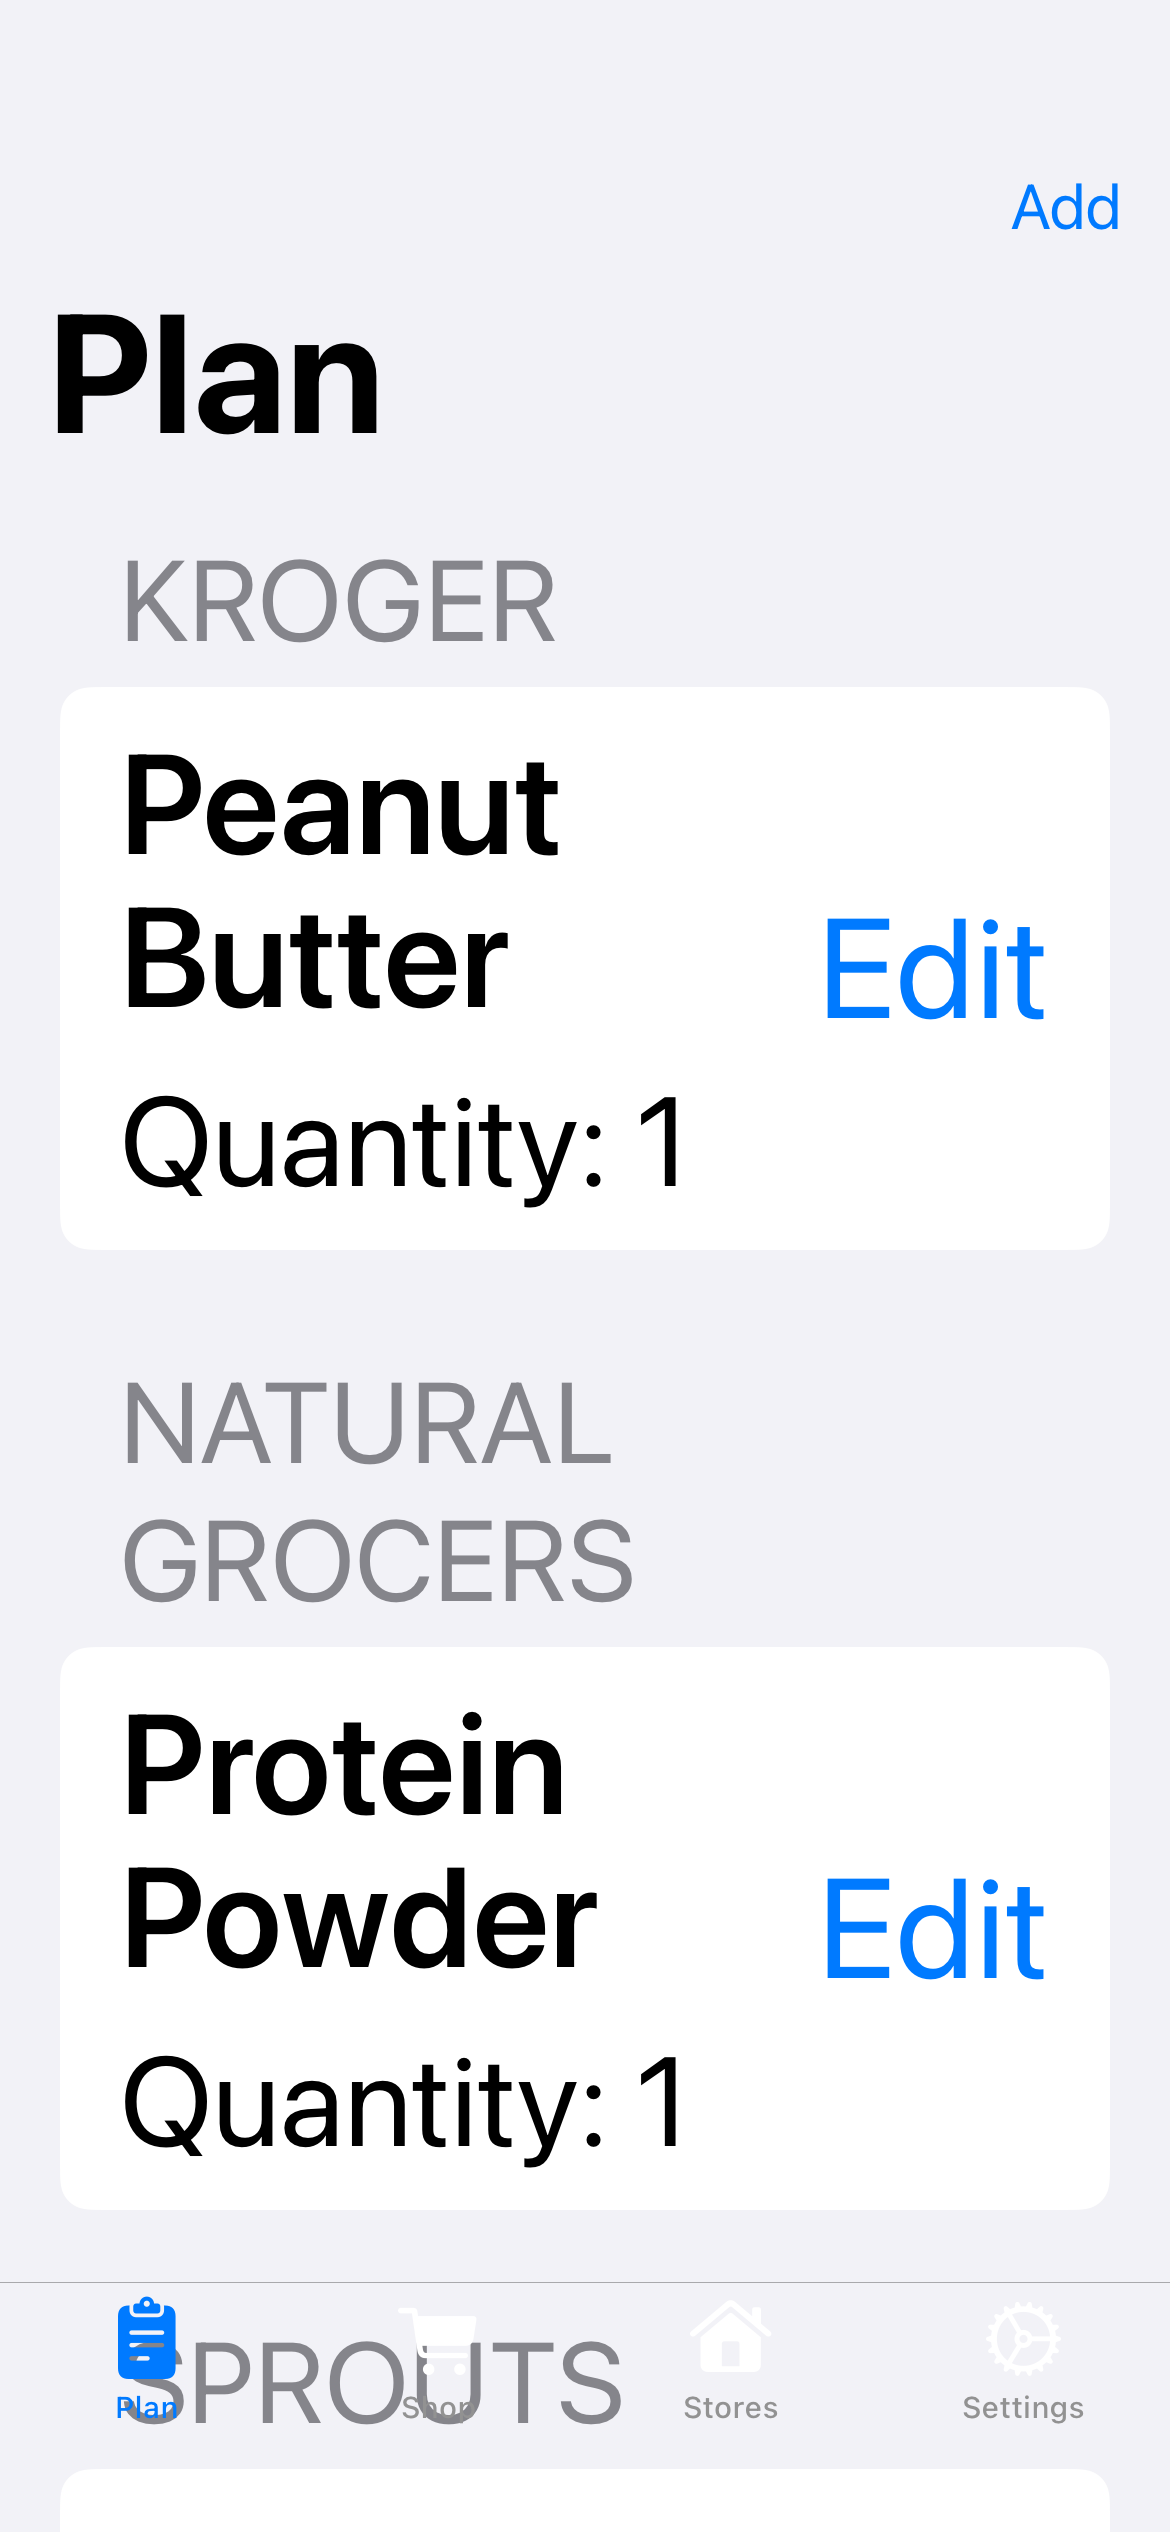 Add
Plan
KROGER
Peanut
Butter
Edit
Quantity: 1
NATURAL
GROCERS
Protein
Powder
Edit
Quantity: 1
SPROUTS
Plan
Shop
Stores
Settings